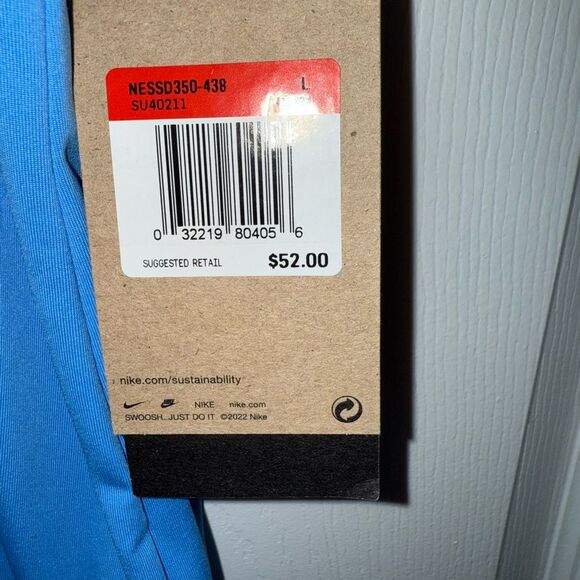 NESSD350-438 L
SU40211
0 32219 80405 6
SUGGESTED RETAIL $52.00
nike.com/sustainability
NIKE nike.com
SWOOSH. JUST DO IT ©2022 Nike